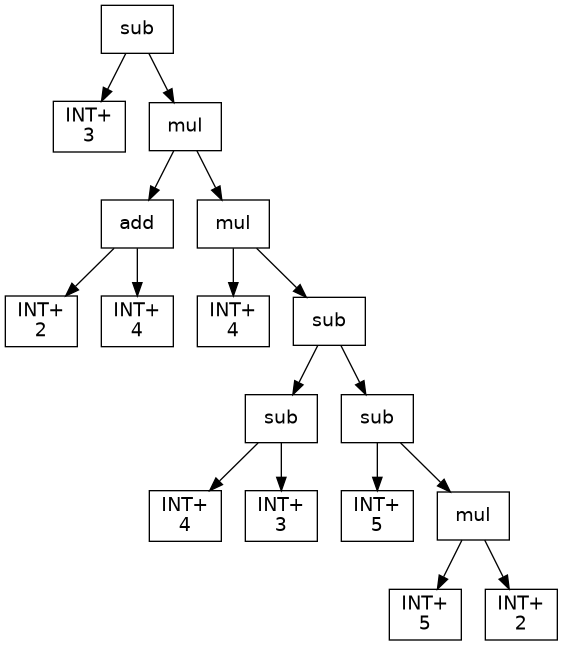 sub
INT+
3
mul
add
mul
INT+
2
INT+
4
INT+
4
sub
sub
sub
INT+
4
INT+
3
INT+
5
mul
INT+
5
INT+
2